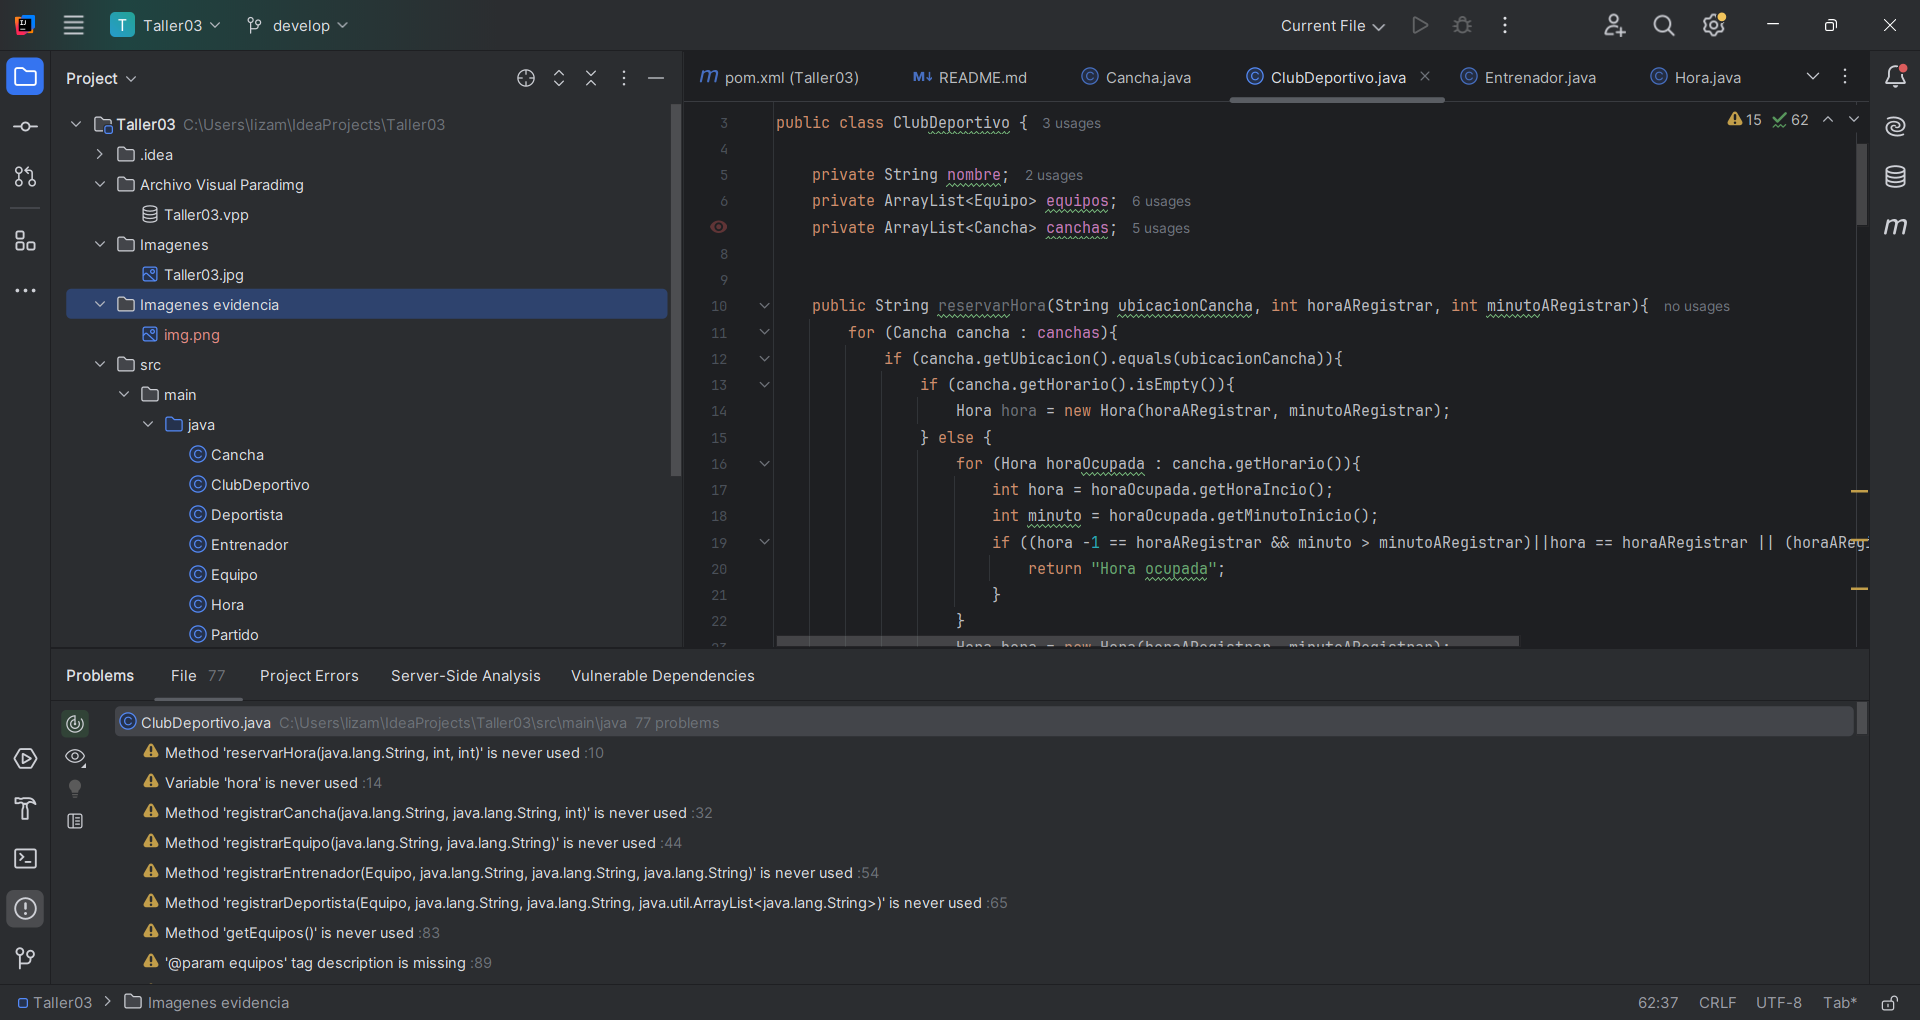 T Taller03 develop Current File
Project
pom.xml (Taller03) README.md Cancha.java ClubDeportivo.java Entrenador.java Hora.java
Taller03 C:\Users\lizam\IdeaProjects\Taller03
.idea
Archivo Visual Paradimg
Taller03.vpp
Imagenes
Taller03.jpg
Imagenes evidencia
img.png
src
main
java
Cancha
ClubDeportivo
Deportista
Entrenador
Equipo
Hora
Partido
15 62
3 public class ClubDeportivo { 3 usages
4
5 private String nombre; 2 usages
6 private ArrayList<Equipo> equipos; 6 usages
private ArrayList<Cancha> canchas; 5 usages
8
9
10 public String reservarHora(String ubicacionCancha, int horaARegistrar, int minutoARegistrar){ no usages
11 for (Cancha cancha : canchas){
12 if (cancha.getUbicacion().equals(ubicacionCancha)){
13 if (cancha.getHorario().isEmpty()){
14 Hora hora = new Hora(horaARegistrar, minutoARegistrar);
15 } else {
16 for (Hora horaOcupada : cancha.getHorario()){
17 int hora = horaOcupada.getHoraIncio();
18 int minuto = horaOcupada.getMinutoInicio();
19 if ((hora -1 == horaARegistrar && minuto > minutoARegistrar)||hora == horaARegistrar || (horaARegi
20 return "Hora ocupada";
21 }
22 }
23 Hora hora = new Hora(horaARegistrar, minutoARegistrar);
Problems File 77 Project Errors Server-Side Analysis Vulnerable Dependencies
ClubDeportivo.java C:\Users\lizam\IdeaProjects\Taller03\src\main\java 77 problems
Method 'reservarHora(java.lang.String, int, int)' is never used :10
Variable 'hora' is never used :14
Method 'registrarCancha(java.lang.String, java.lang.String, int)' is never used :32
Method 'registrarEquipo(java.lang.String, java.lang.String)' is never used :44
Method 'registrarEntrenador(Equipo, java.lang.String, java.lang.String, java.lang.String)' is never used :54
Method 'registrarDeportista(Equipo, java.lang.String, java.lang.String, java.util.ArrayList<java.lang.String>)' is never used :65
Method 'getEquipos()' is never used :83
'@param equipos' tag description is missing :89
Taller03 Imagenes evidencia 62:37 CRLF UTF-8 Tab*